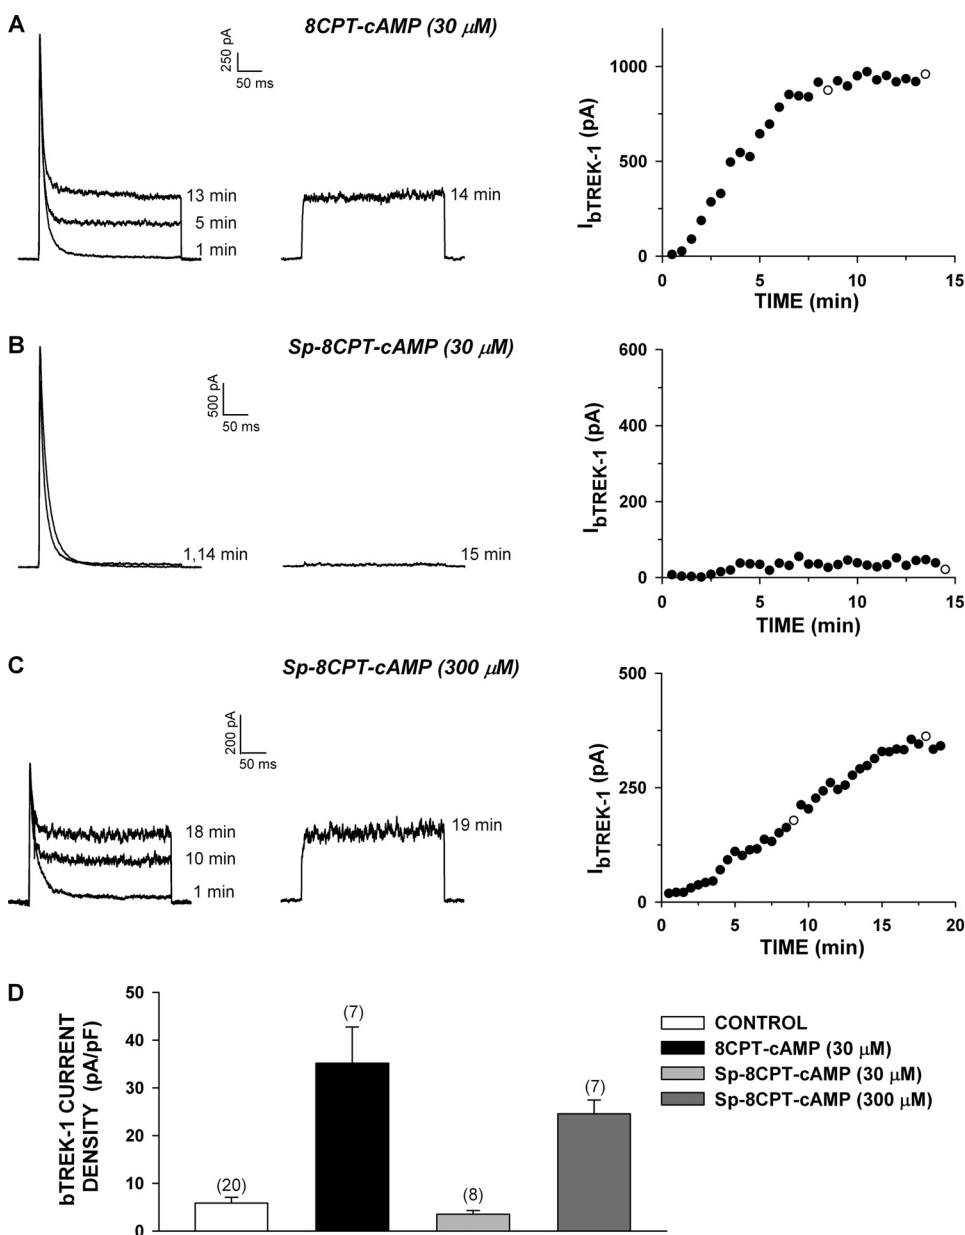 A
8CPT-cAMP (30 μM)
250 pA
50 ms
13 min
5 min
1 min
14 min
I bTREK-1 (pA)
1000
500
0
0 5 10 15
TIME (min)
B
Sp-8CPT-cAMP (30 μM)
500 pA
50 ms
1,14 min
15 min
I bTREK-1 (pA)
600
400
200
0
0 5 10 15
TIME (min)
C
Sp-8CPT-cAMP (300 μM)
200 pA
50 ms
18 min
10 min
1 min
19 min
I bTREK-1 (pA)
500
250
0
0 5 10 15 20
TIME (min)
D
bTREK-1 CURRENT
DENSITY (pA/pF)
50
40
30
20
10
0
(20)
(7)
(8)
(7)
CONTROL
8CPT-cAMP (30 μM)
Sp-8CPT-cAMP (30 μM)
Sp-8CPT-cAMP (300 μM)